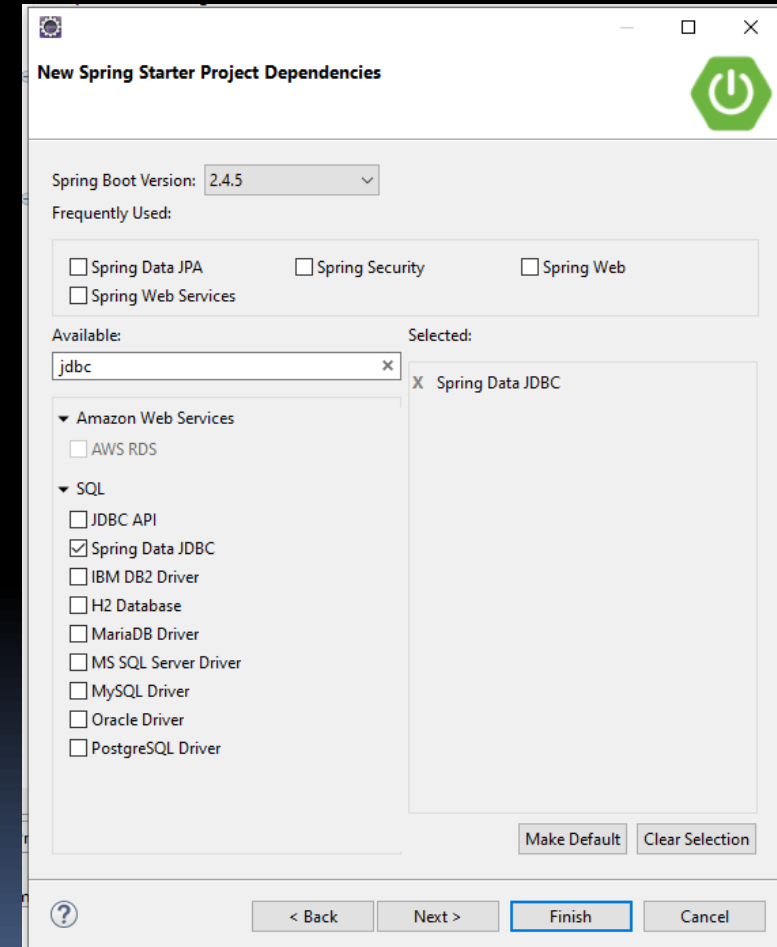 New Spring Starter Project Dependencies
Spring Boot Version: 2.4.5
Frequently Used:
Spring Data JPA Spring Security Spring Web
Spring Web Services
Available: Selected:
jdbc
X Spring Data JDBC
Amazon Web Services
AWS RDS
SQL
JDBC API
Spring Data JDBC
IBM DB2 Driver
H2 Database
MariaDB Driver
MS SQL Server Driver
MySQL Driver
Oracle Driver
PostgreSQL Driver
Make Default Clear Selection
? < Back Next > Finish Cancel